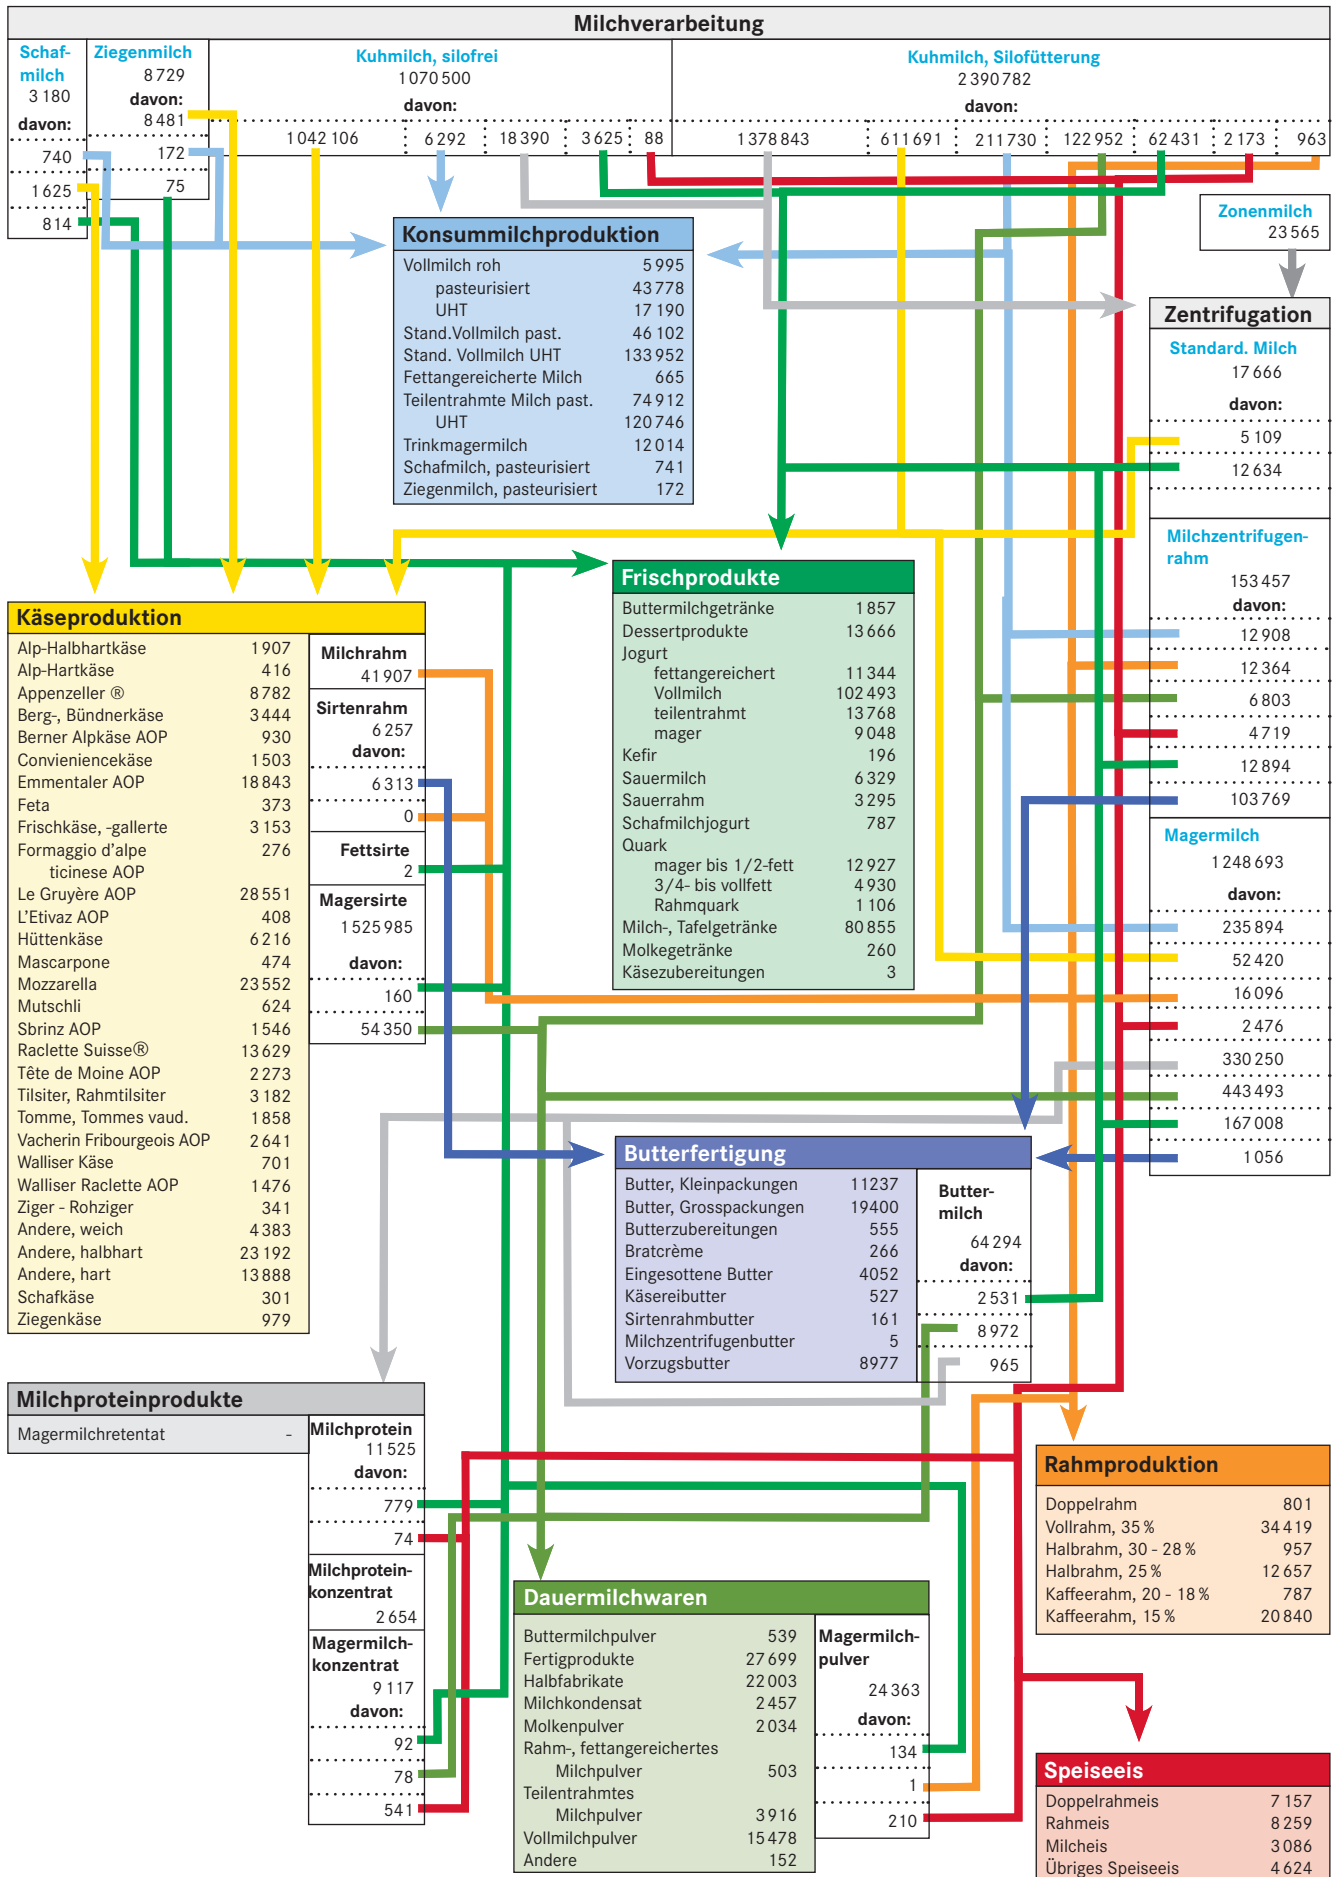 Milchverarbeitung
Schaf-
milch
3 180
davon:
740
1 625
814
Ziegenmilch
8 729
davon:
8 481
172
75
Kuhmilch, silofrei
1 070 500
davon:
1 042 106 6 292 18 390 3 625 88
Kuhmilch, Silofütterung
2 390 782
davon:
1 378 843 611 691 211 730 122 952 62 431 2 173 963
Zonenmilch
23 565
Konsummilchproduktion
Vollmilch roh 5 995
pasteurisiert 43 778
UHT 17 190
Stand.Vollmilch past. 46 102
Stand. Vollmilch UHT 133 952
Fettangereicherte Milch 665
Teilentrahmte Milch past. 74 912
UHT 120 746
Trinkmagermilch 12 014
Schafmilch, pasteurisiert 741
Ziegenmilch, pasteurisiert 172
Zentrifugation
Standard. Milch
17 666
davon:
5 109
12 634
Milchzentrifugen-
rahm
153 457
davon:
12 908
12 364
6 803
4 719
12 894
103 769
Magermilch
1 248 693
davon:
235 894
52 420
16 096
2 476
330 250
443 493
167 008
1 056
Käseproduktion
Alp-Halbhartkäse 1 907
Alp-Hartkäse 416
Appenzeller ® 8 782
Berg-, Bündnerkäse 3 444
Berner Alpkäse AOP 930
Convieniencekäse 1 503
Emmentaler AOP 18 843
Feta 373
Frischkäse, -gallerte 3 153
Formaggio d'alpe 276
ticinese AOP
Le Gruyère AOP 28 551
L'Etivaz AOP 408
Hüttenkäse 6 216
Mascarpone 474
Mozzarella 23 552
Mutschli 624
Sbrinz AOP 1 546
Raclette Suisse® 13 629
Tête de Moine AOP 2 273
Tilsiter, Rahmtilsiter 3 182
Tomme, Tommes vaud. 1 858
Vacherin Fribourgeois AOP 2 641
Walliser Käse 701
Walliser Raclette AOP 1 476
Ziger - Rohziger 341
Andere, weich 4 383
Andere, halbhart 23 192
Andere, hart 13 888
Schafkäse 301
Ziegenkäse 979
Milchrahm
41 907
Sirtenrahm
6 257
davon:
6 313
0
Fettsirte
2
Magersirte
1 525 985
davon:
160
54 350
Frischprodukte
Buttermilchgetränke 1 857
Dessertprodukte 13 666
Jogurt
fettangereichert 11 344
Vollmilch 102 493
teilentrahmt 13 768
mager 9 048
Kefir 196
Sauermilch 6 329
Sauerrahm 3 295
Schafmilchjogurt 787
Quark
mager bis 1/2-fett 12 927
3/4- bis vollfett 4 930
Rahmquark 1 106
Milch-, Tafelgetränke 80 855
Molkegetränke 260
Käsezubereitungen 3
Butterfertigung
Butter, Kleinpackungen 11237
Butter, Grosspackungen 19400
Butterzubereitungen 555
Bratcrème 266
Eingesottene Butter 4052
Käsereibutter 527
Sirtenrahmbutter 161
Milchzentrifugenbutter 5
Vorzugsbutter 8977
Butter-
milch
64 294
davon:
2 531
8 972
965
Milchproteinprodukte
Magermilchretentat -
Milchprotein
11 525
davon:
779
74
Milchprotein-
konzentrat
2 654
Magermilch-
konzentrat
9 117
davon:
92
78
541
Dauermilchwaren
Buttermilchpulver 539
Fertigprodukte 27 699
Halbfabrikate 22 003
Milchkondensat 2 457
Molkenpulver 2 034
Rahm-, fettangereichertes
Milchpulver 503
Teilentrahmtes
Milchpulver 3 916
Vollmilchpulver 15 478
Andere 152
Magermilch-
pulver
24 363
davon:
134
1
210
Rahmproduktion
Doppelrahm 801
Vollrahm, 35 % 34 419
Halbrahm, 30 - 28 % 957
Halbrahm, 25 % 12 657
Kaffeerahm, 20 - 18 % 787
Kaffeerahm, 15 % 20 840
Speiseeis
Doppelrahmeis 7 157
Rahmeis 8 259
Milcheis 3 086
Übriges Speiseeis 4 624